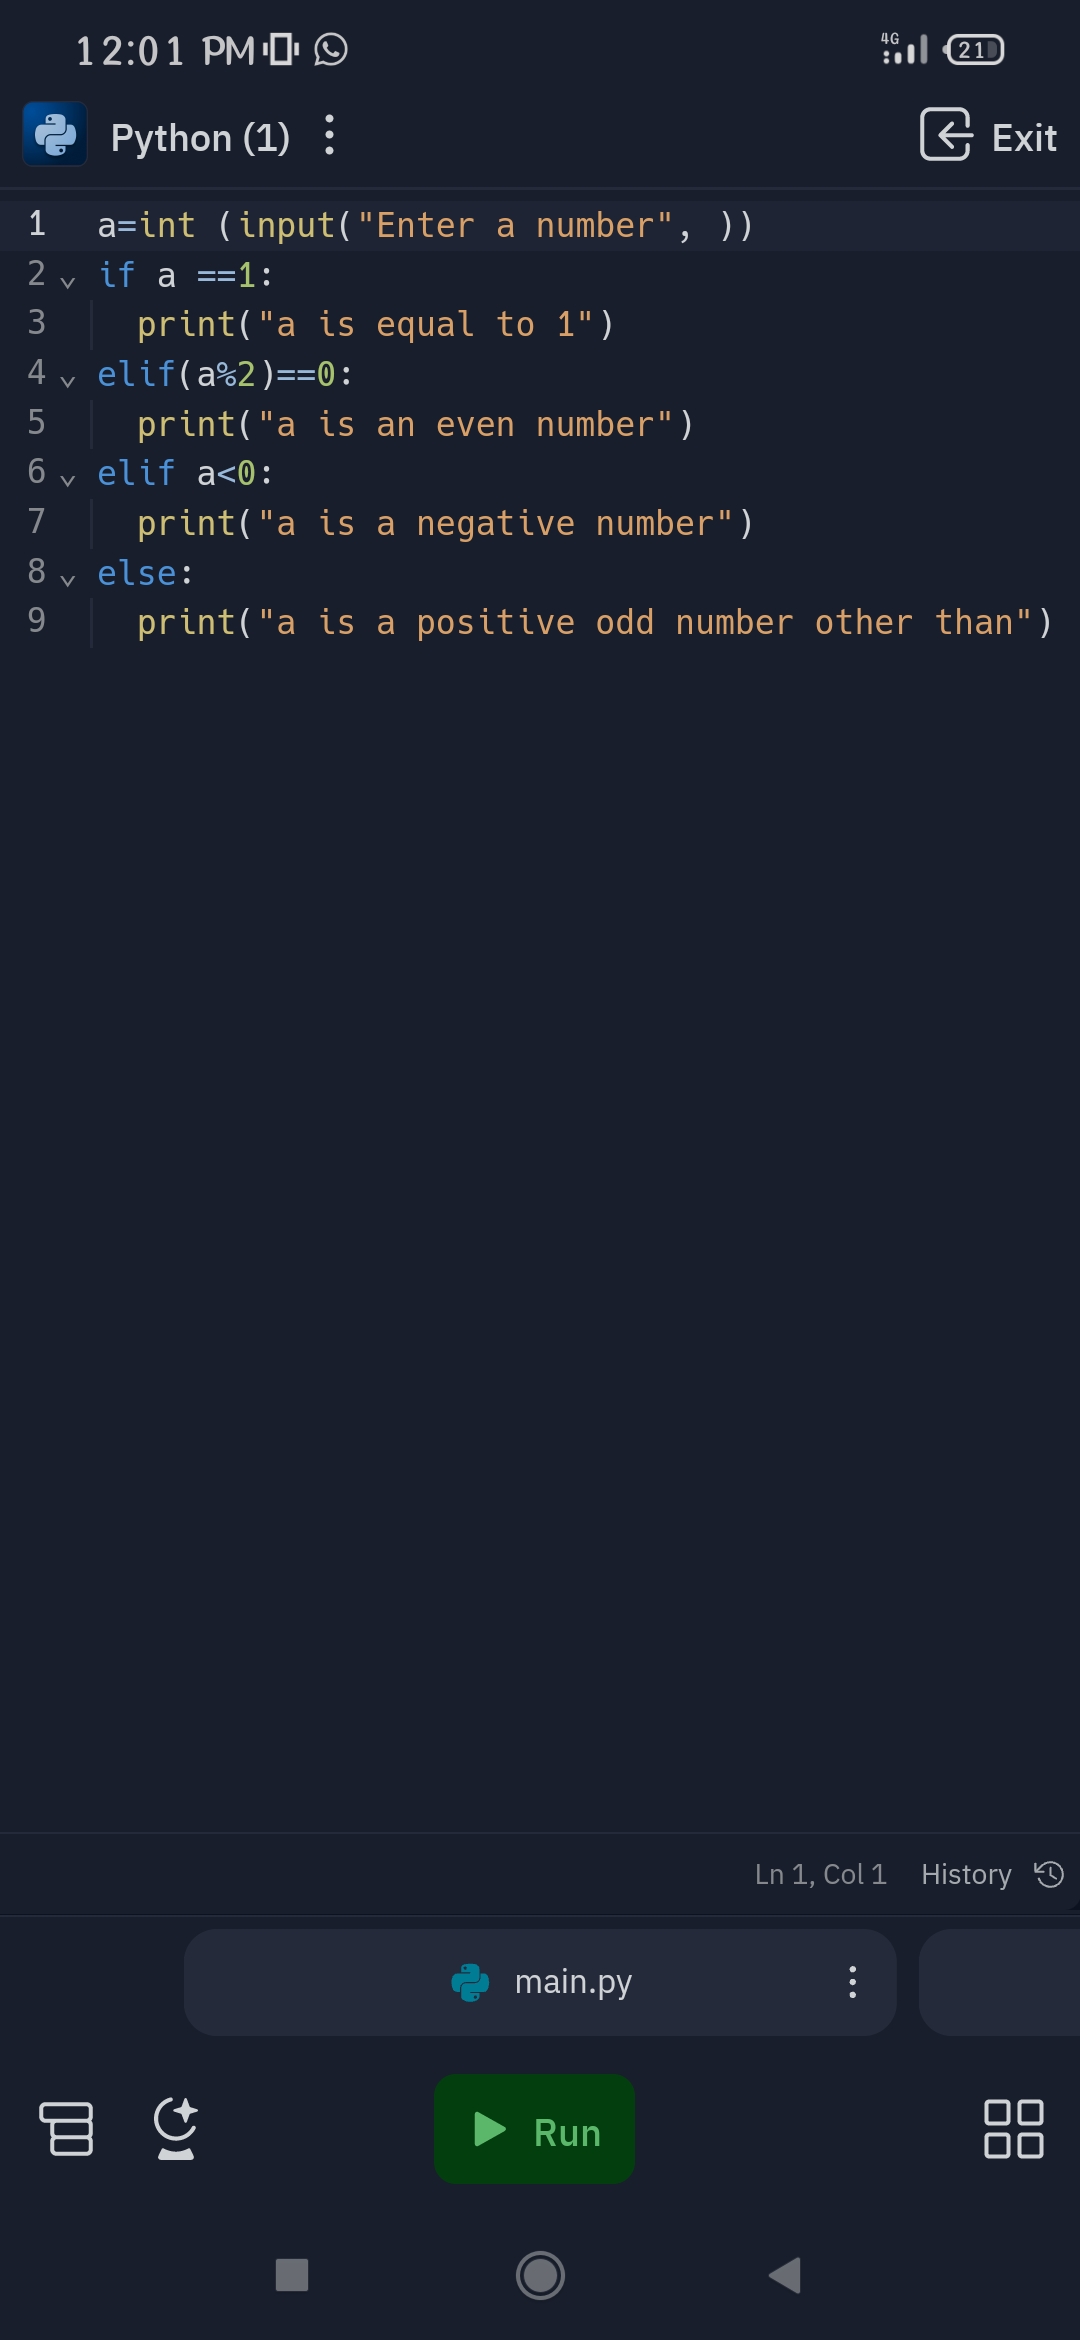 12:01 PM
4G
21
Python (1)
Exit
1 a=int (input("Enter a number", ))
2 if a ==1:
3 print("a is equal to 1")
4 elif(a%2)==0:
5 print("a is an even number")
6 elif a<0:
7 print("a is a negative number")
8 else:
9 print("a is a positive odd number other than")
Ln 1, Col 1 History
main.py
Run